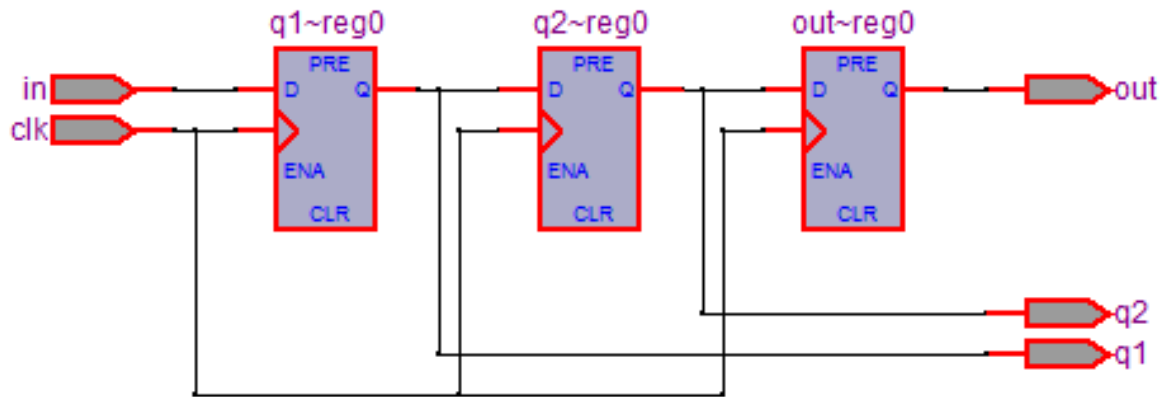 q1~reg0
q2~reg0
out~reg0
in
clk
PRE
D
Q
ENA
CLR
PRE
D
Q
ENA
CLR
PRE
D
Q
ENA
CLR
out
q2
q1